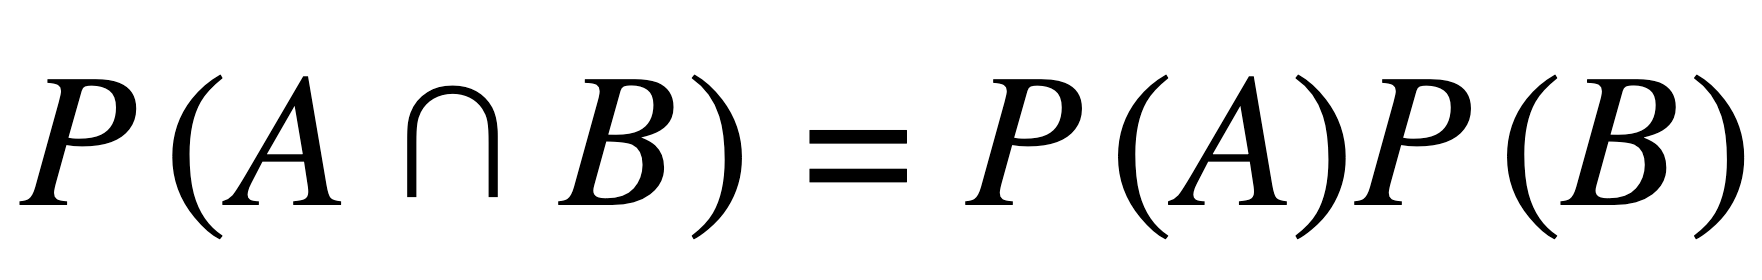 P(A ∩ B) = P(A)P(B)